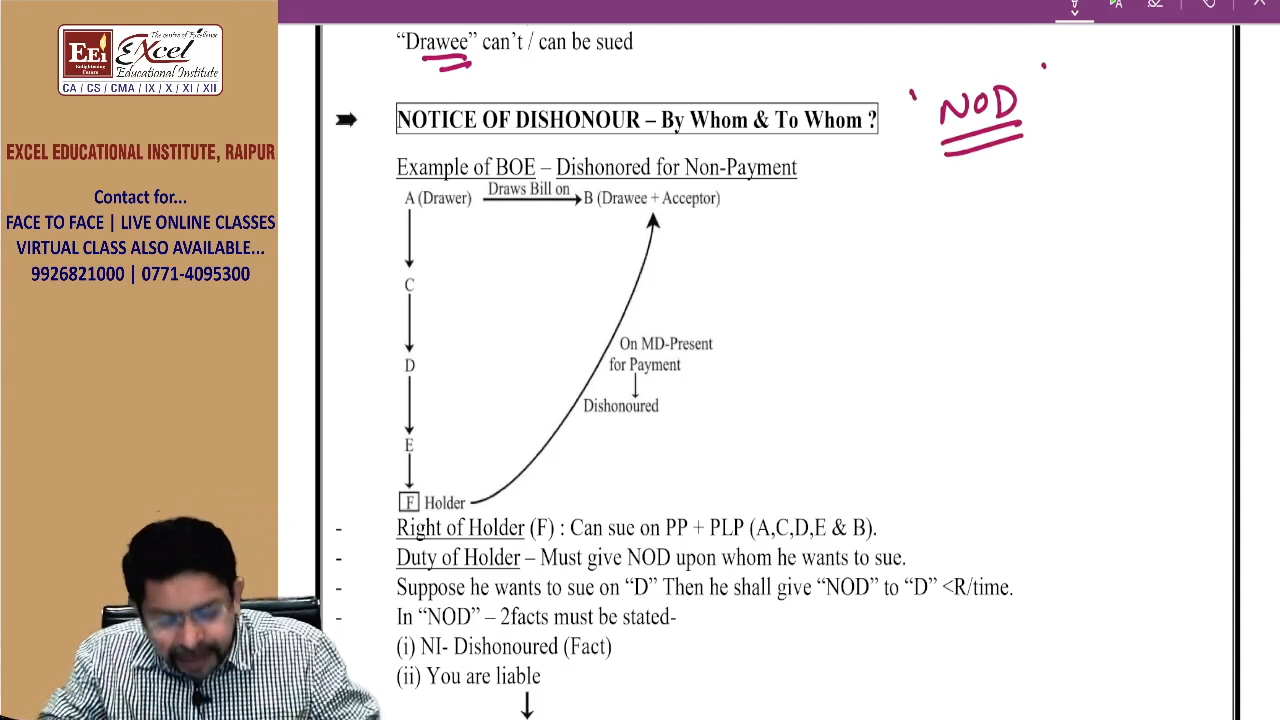 The centre of Excellence
EEi
Enlightening Careers
Excel
Educational Institute
CA / CS / CMA / IX / X / XI / XII
EXCEL EDUCATIONAL INSTITUTE, RAIPUR
Contact for...
FACE TO FACE | LIVE ONLINE CLASSES
VIRTUAL CLASS ALSO AVAILABLE...
9926821000 | 0771-4095300
“Drawee” can’t / can be sued
NOTICE OF DISHONOUR – By Whom & To Whom ?
NOD
Example of BOE – Dishonored for Non-Payment
A (Drawer) Draws Bill on B (Drawee + Acceptor)
C
On MD-Present
for Payment
D
Dishonoured
E
F Holder
- Right of Holder (F) : Can sue on PP + PLP (A,C,D,E & B).
- Duty of Holder – Must give NOD upon whom he wants to sue.
- Suppose he wants to sue on “D” Then he shall give “NOD” to “D” <R/time.
- In “NOD” – 2facts must be stated-
(i) NI- Dishonoured (Fact)
(ii) You are liable